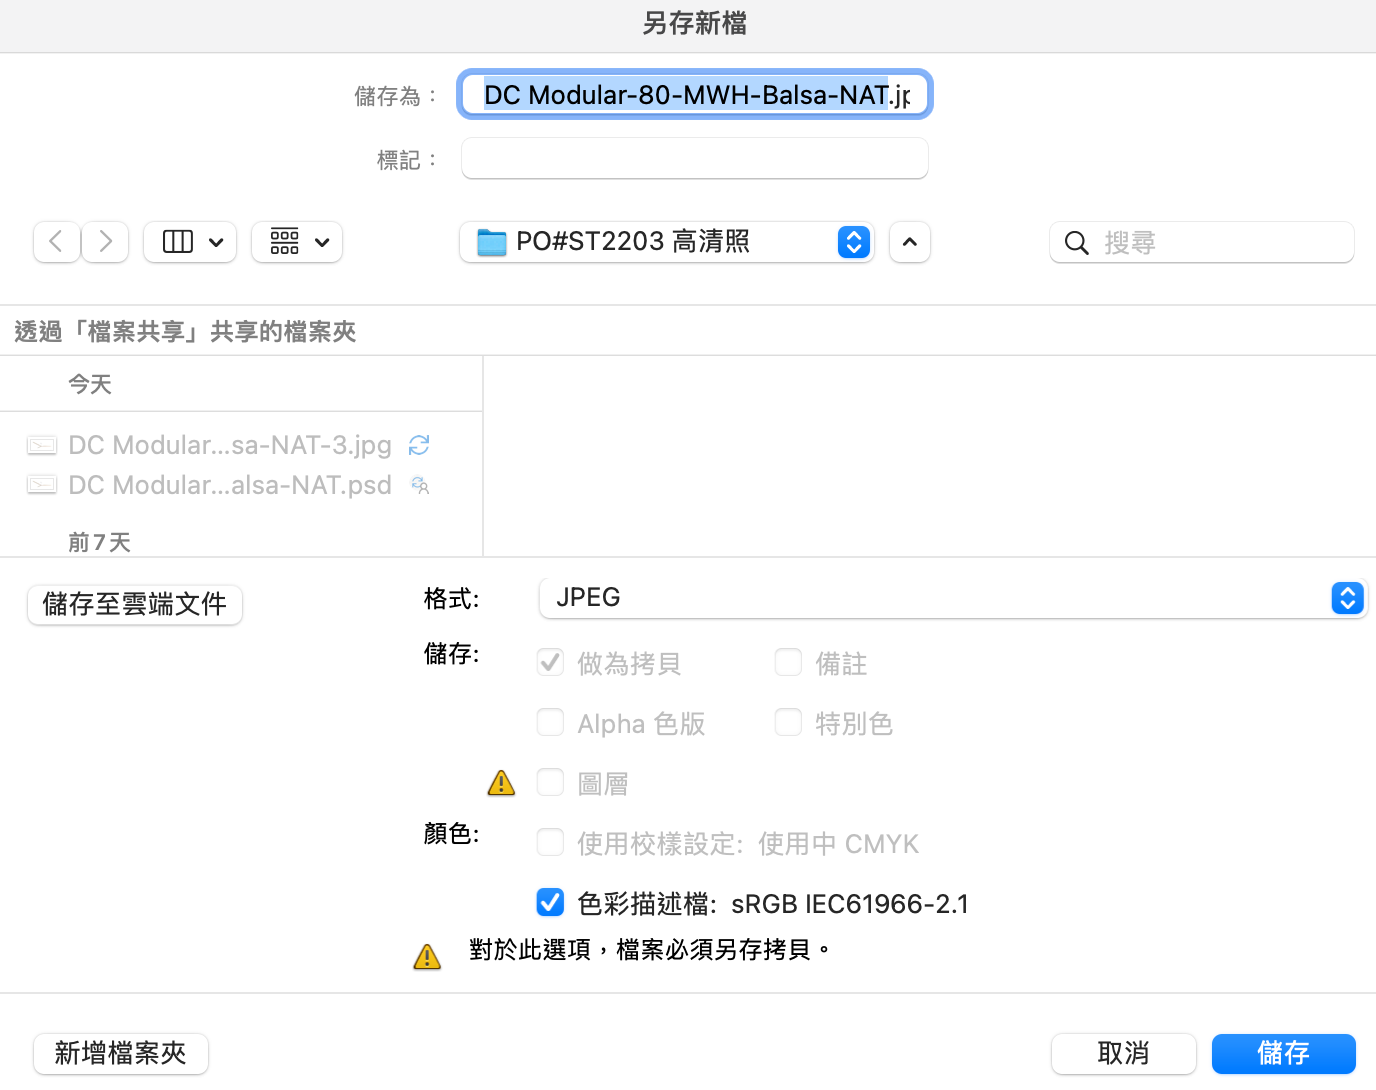 另存新檔
儲存為：
DC Modular-80-MWH-Balsa-NAT.jp
標記：
PO#ST2203 高清照
搜尋
透過「檔案共享」共享的檔案夾
今天
DC Modular...sa-NAT-3.jpg
DC Modular...alsa-NAT.psd
前 7 天
儲存至雲端文件
格式:
JPEG
儲存:
做為拷貝
備註
Alpha 色版
特別色
圖層
顏色:
使用校樣設定: 使用中 CMYK
色彩描述檔: sRGB IEC61966-2.1
對於此選項，檔案必須另存拷貝。
新增檔案夾
取消
儲存